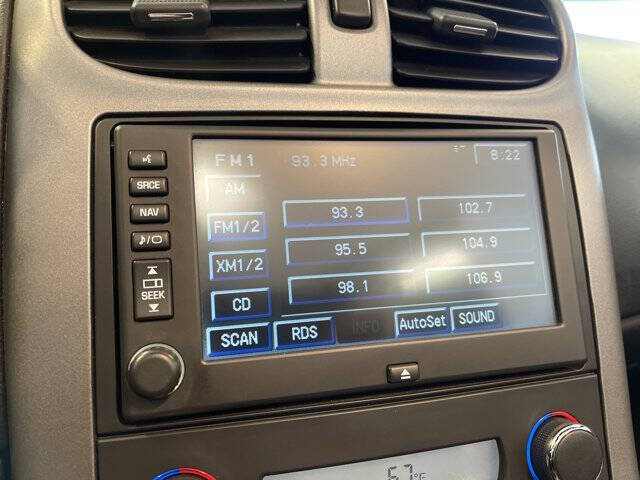 FM1 93.3 MHz 8:22
AM
93.3 102.7
FM1/2
95.5 104.9
XM1/2
98.1 106.9
CD
SCAN RDS INFO AutoSet SOUND
SRCE
NAV
SEEK
67°F